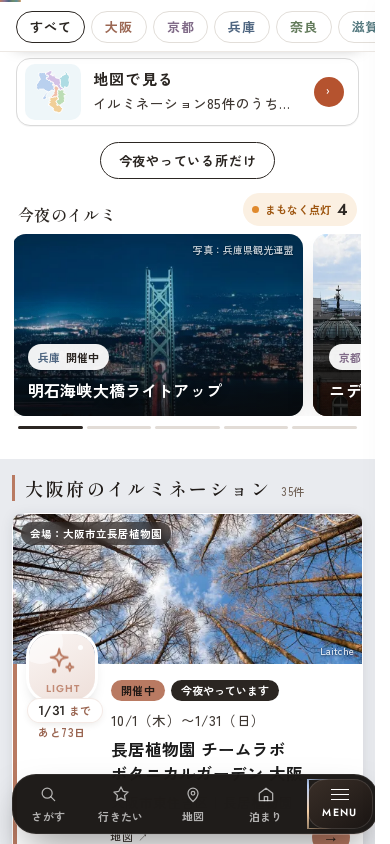 すべて
大阪
京都
兵庫
奈良
滋賀
地図で見る
イルミネーション85件のうち…
今夜やっている所だけ
今夜のイルミ
まもなく点灯 4
写真：兵庫県観光連盟
兵庫 開催中
明石海峡大橋ライトアップ
京都
ニデ
大阪府のイルミネーション 35件
会場：大阪市立長居植物園
Laitche
LIGHT
1/31 まで
あと73日
開催中
今夜やっています
10/1（木）〜1/31（日）
長居植物園 チームラボ
ボタニカルガーデン 大阪
さがす
行きたい
地図
泊まり
MENU
地図 ↗